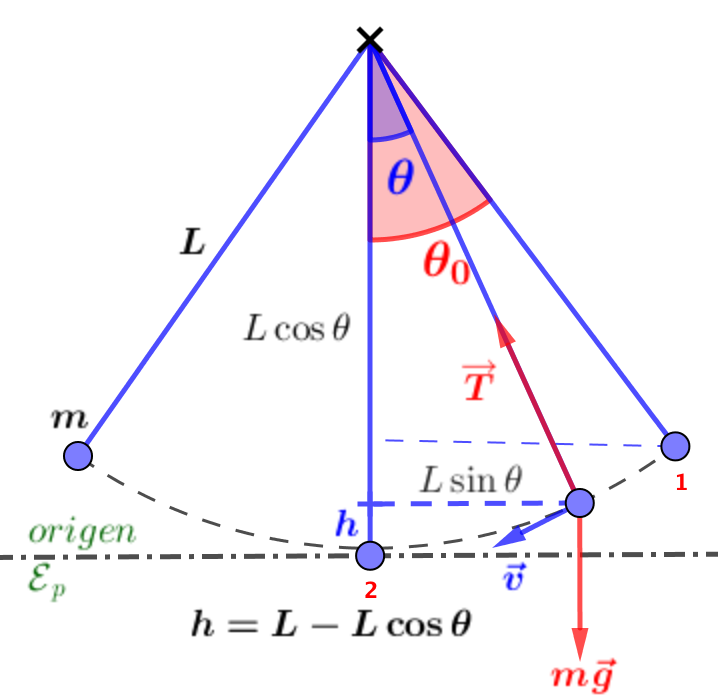 θ
θ₀
L
L cos θ
T⃗
m
1
L sin θ
h
origen
ℰₚ
v⃗
2
h = L − L cos θ
mg⃗